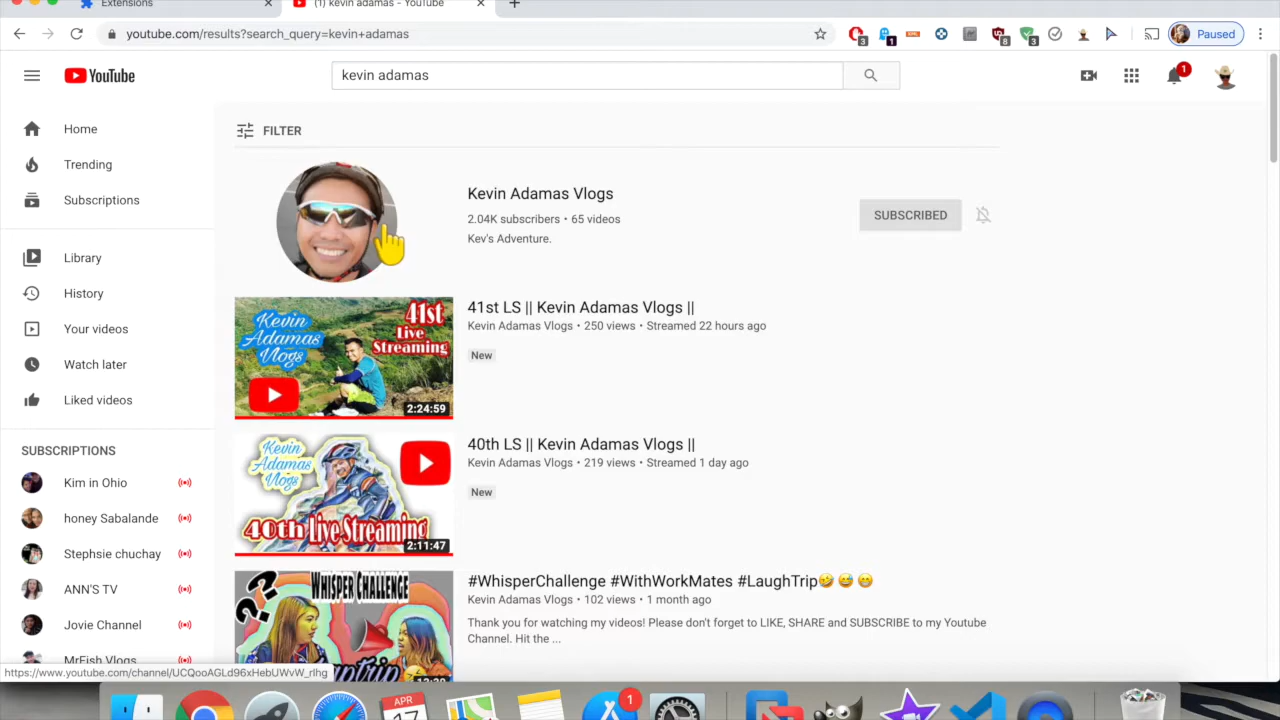 Extensions
(1) kevin adamas - YouTube
youtube.com/results?search_query=kevin+adamas
3
1
8
3
Paused
YouTube
kevin adamas
1
Home
Trending
Subscriptions
Library
History
Your videos
Watch later
Liked videos
SUBSCRIPTIONS
Kim in Ohio
honey Sabalande
Stephsie chuchay
ANN'S TV
Jovie Channel
MrFish Vlogs
FILTER
Kevin Adamas Vlogs
2.04K subscribers • 65 videos
Kev's Adventure.
SUBSCRIBED
Kevin Adamas Vlogs
41st
Live
Streaming
2:24:59
41st LS || Kevin Adamas Vlogs ||
Kevin Adamas Vlogs • 250 views • Streamed 22 hours ago
New
Kevin Adamas Vlogs
40th Live Streaming
2:11:47
40th LS || Kevin Adamas Vlogs ||
Kevin Adamas Vlogs • 219 views • Streamed 1 day ago
New
???
WHISPER CHALLENGE
#WhisperChallenge #WithWorkMates #LaughTrip🤣 😅 😁
Kevin Adamas Vlogs • 102 views • 1 month ago
Thank you for watching my videos! Please don't forget to LIKE, SHARE and SUBSCRIBE to my Youtube
Channel. Hit the ...
APR
17
1